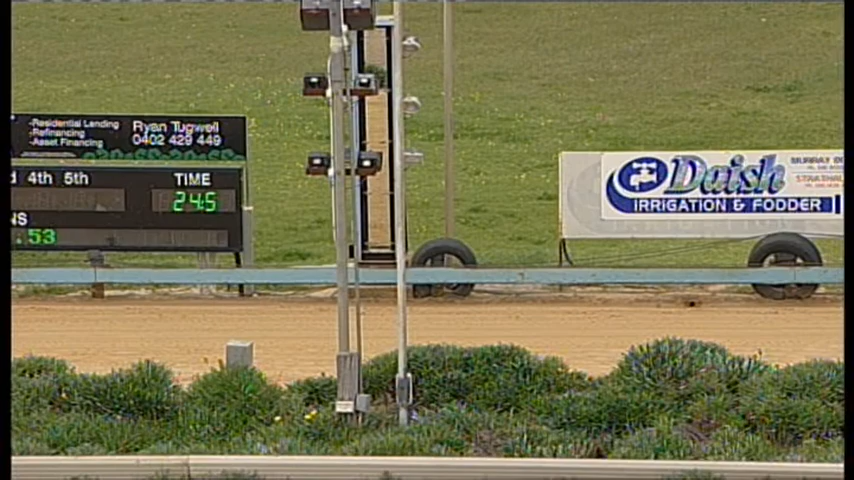 -Residential Lending
-Refinancing
-Asset Financing
Ryan Tugwell
0402 429 449
4th 5th
TIME
24.5
.53
Daish
IRRIGATION & FODDER
MURRAY